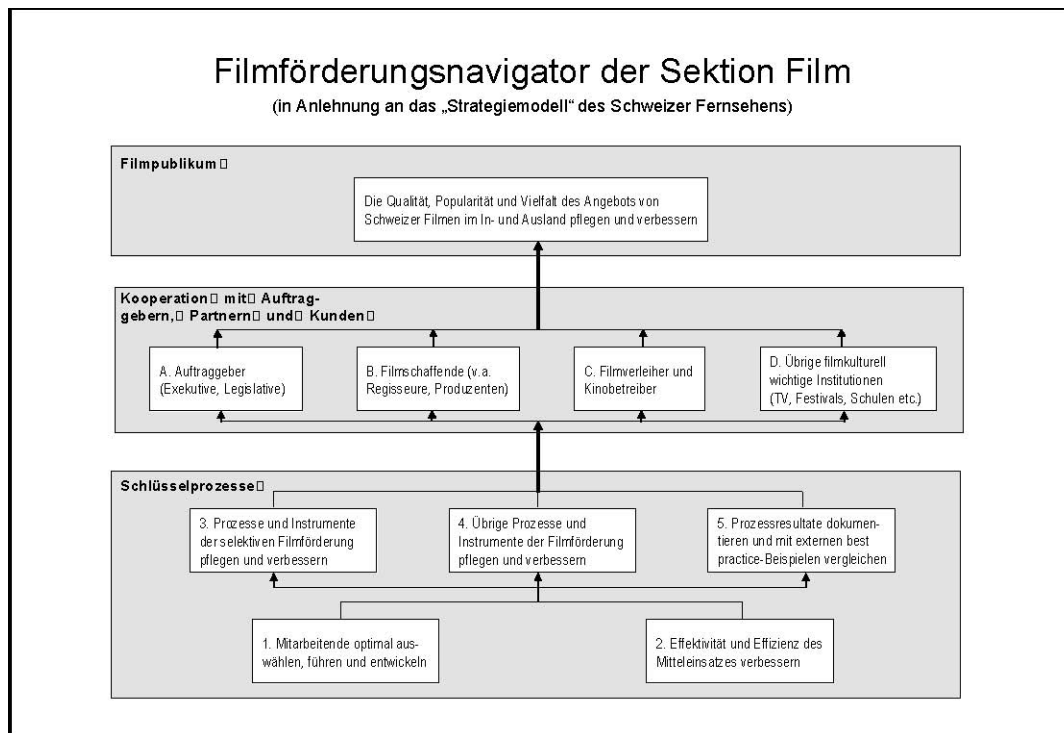 Filmförderungsnavigator der Sektion Film
(in Anlehnung an das „Strategiemodell“ des Schweizer Fernsehens)
Filmpublikum
Die Qualität, Popularität und Vielfalt des Angebots von
Schweizer Filmen im In- und Ausland pflegen und verbessern
Kooperation mit Auftrag-
gebern, Partnern und Kunden
A. Auftraggeber
(Exekutive, Legislative)
B. Filmschaffende (v.a.
Regisseure, Produzenten)
C. Filmverleiher und
Kinobetreiber
D. Übrige filmkulturell
wichtige Institutionen
(TV, Festivals, Schulen etc.)
Schlüsselprozesse
3. Prozesse und Instrumente
der selektiven Filmförderung
pflegen und verbessern
4. Übrige Prozesse und
Instrumente der Filmförderung
pflegen und verbessern
5. Prozessresultate dokumen-
tieren und mit externen best
practice-Beispielen vergleichen
1. Mitarbeitende optimal aus-
wählen, führen und entwickeln
2. Effektivität und Effizienz des
Mitteleinsatzes verbessern